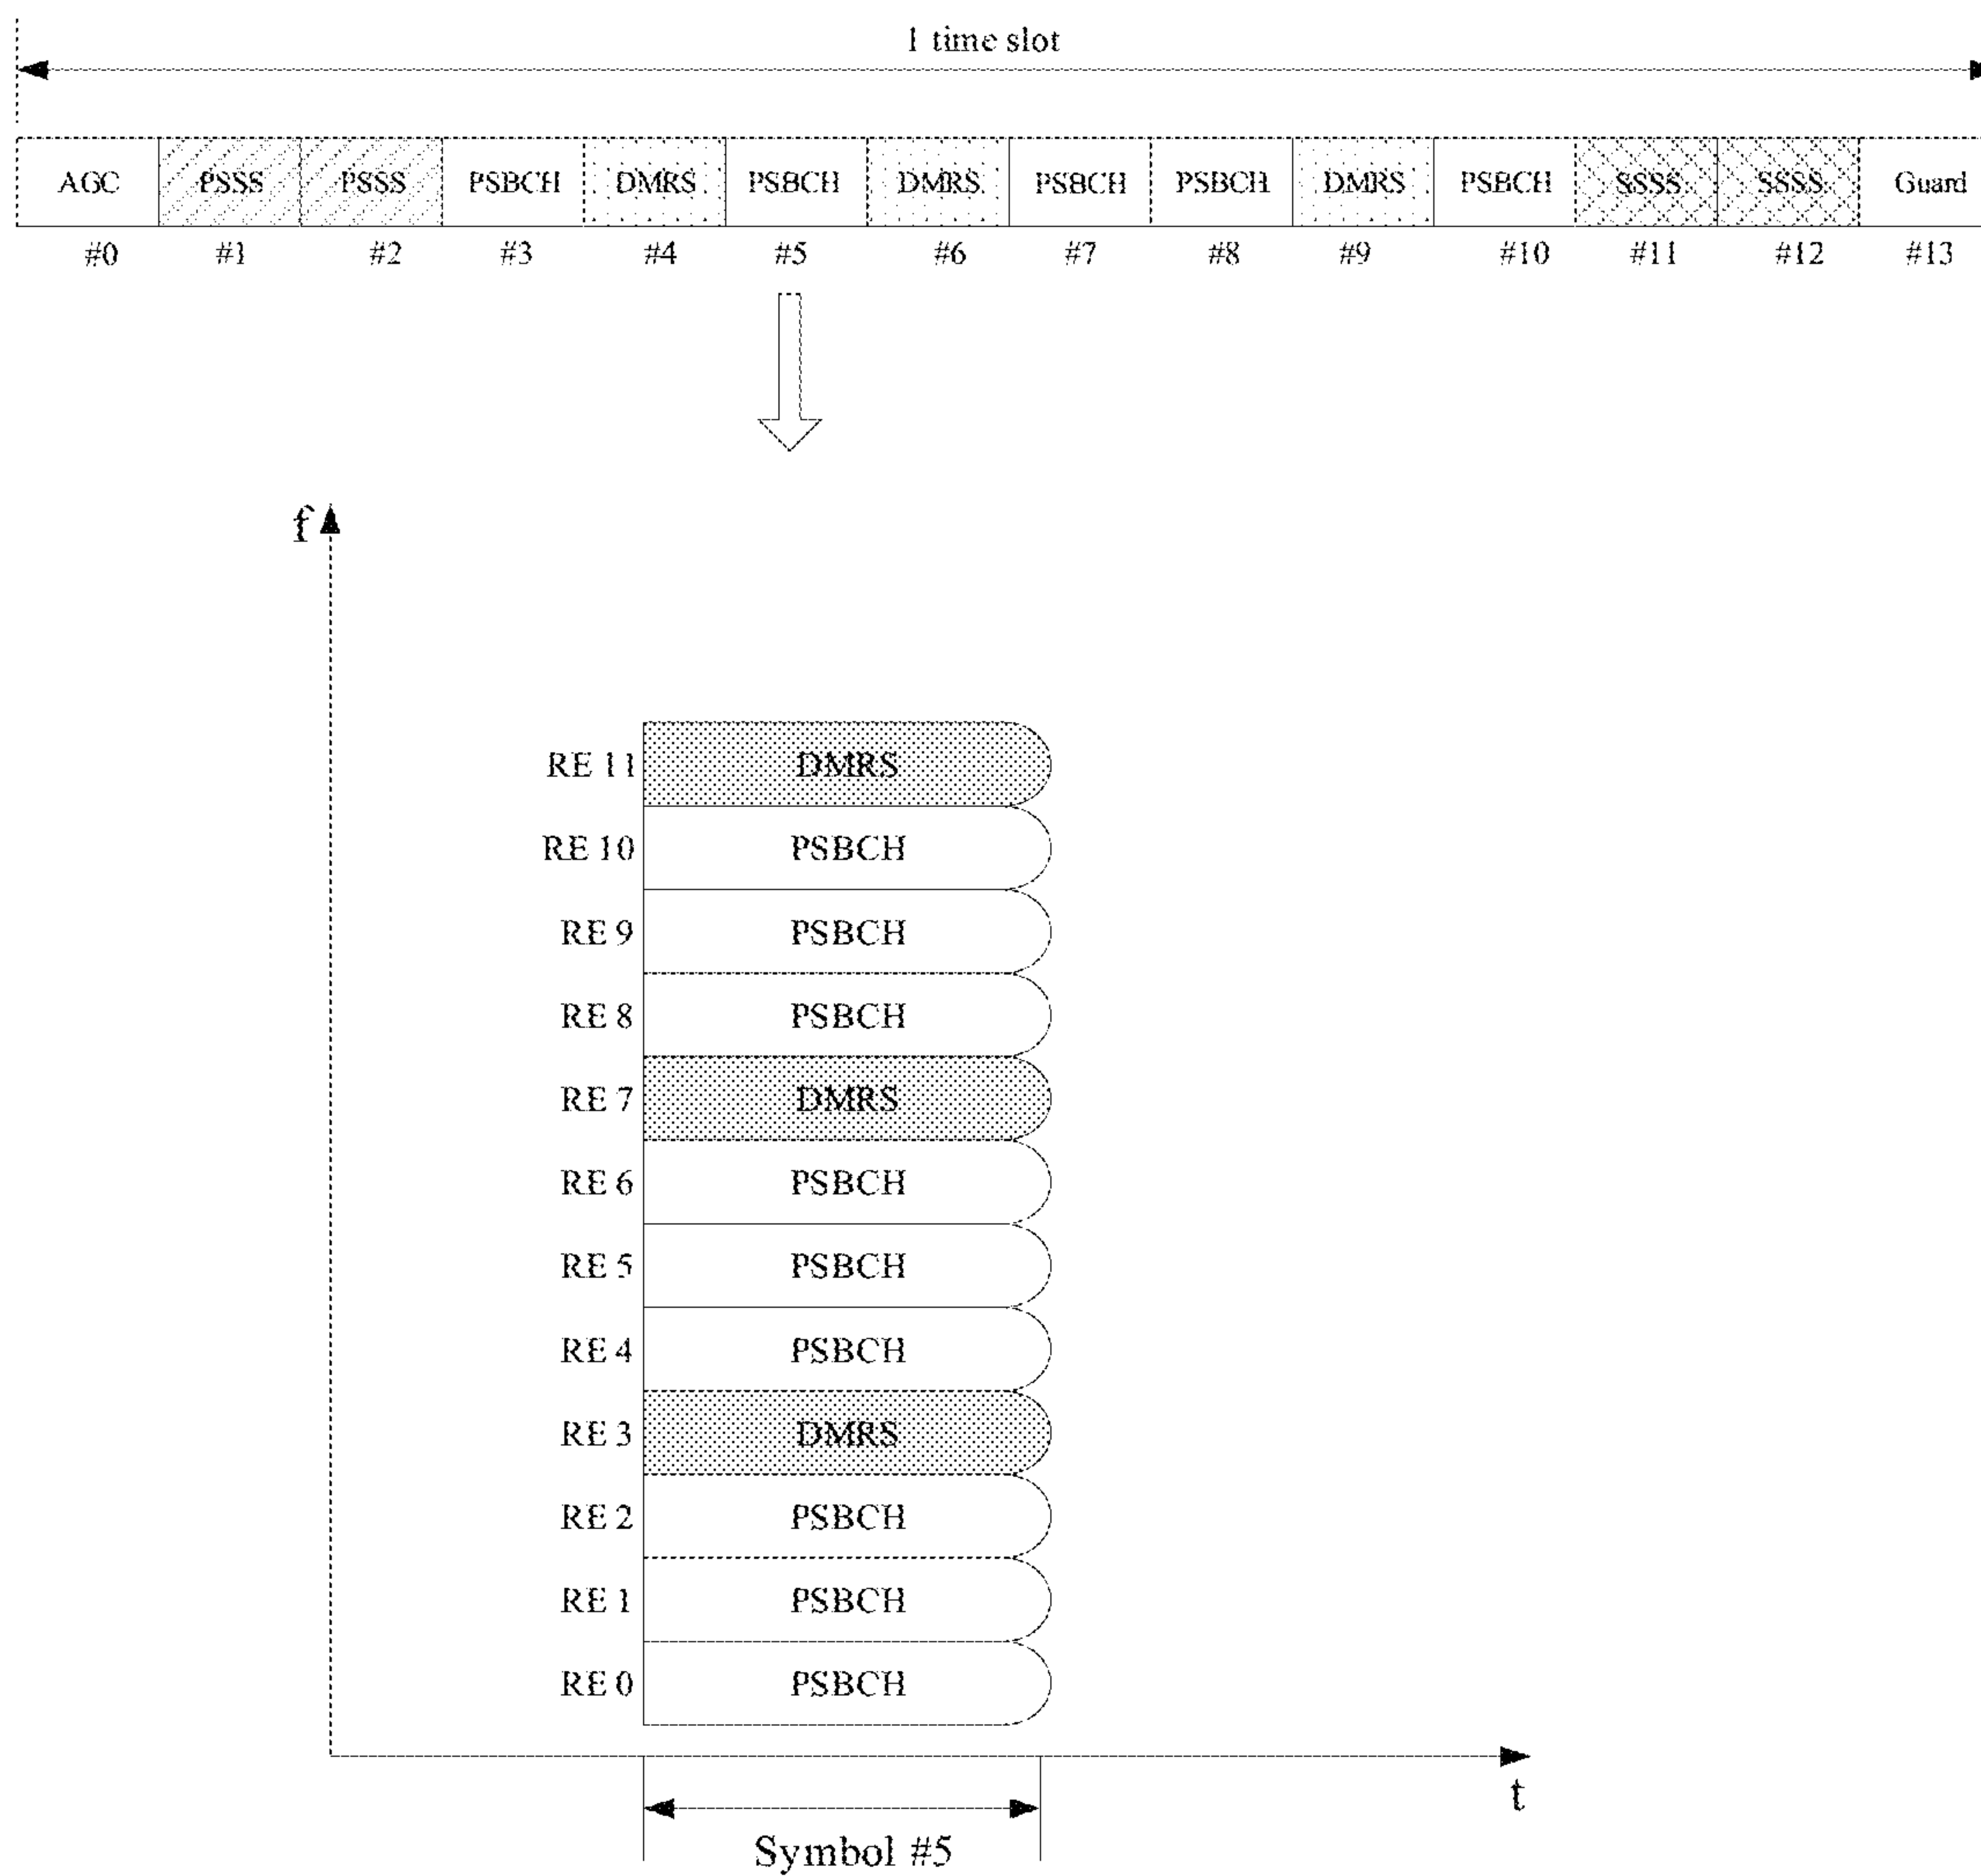 1 time slot
AGC PSSS PSSS PSBCH DMRS PSBCH DMRS PSBCH PSBCH DMRS PSBCH SSSS SSSS Guard
#0 #1 #2 #3 #4 #5 #6 #7 #8 #9 #10 #11 #12 #13
f
RE 11 DMRS
RE 10 PSBCH
RE 9 PSBCH
RE 8 PSBCH
RE 7 DMRS
RE 6 PSBCH
RE 5 PSBCH
RE 4 PSBCH
RE 3 DMRS
RE 2 PSBCH
RE 1 PSBCH
RE 0 PSBCH
t
Symbol #5